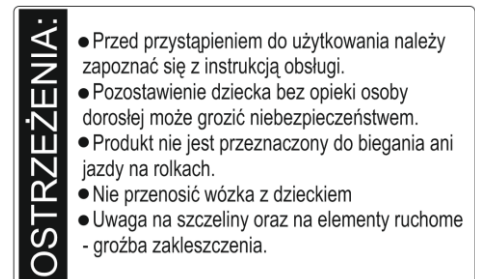 OSTRZEŻENIA:
● Przed przystąpieniem do użytkowania należy
zapoznać się z instrukcją obsługi.
● Pozostawienie dziecka bez opieki osoby
dorosłej może grozić niebezpieczeństwem.
● Produkt nie jest przeznaczony do biegania ani
jazdy na rolkach.
● Nie przenosić wózka z dzieckiem
● Uwaga na szczeliny oraz na elementy ruchome
- groźba zakleszczenia.